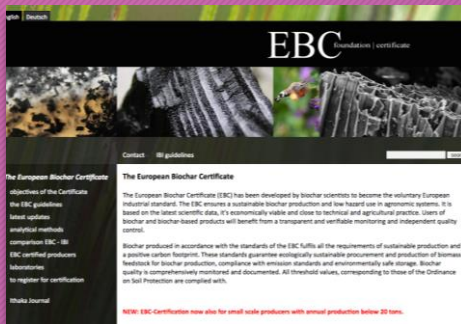 English Deutsch
EBC foundation | certificate
Contact IBI guidelines
The European Biochar Certificate
objectives of the Certificate
the EBC guidelines
latest updates
analytical methods
comparison EBC - IBI
EBC certified producers
laboratories
to register for certification
Ithaka Journal
The European Biochar Certificate
The European Biochar Certificate (EBC) has been developed by biochar scientists to become the voluntary European
industrial standard. The EBC ensures a sustainable biochar production and low hazard use in agronomic systems. It is
based on the latest scientific data, it's economically viable and close to technical and agricultural practice. Users of
biochar and biochar-based products will benefit from a transparent and verifiable monitoring and independent quality
control.
Biochar produced in accordance with the standards of the EBC fulfils all the requirements of sustainable production and
a positive carbon footprint. These standards guarantee ecologically sustainable procurement and production of biomass
feedstock for biochar production, compliance with emission standards and environmentally safe storage. Biochar
quality is comprehensively monitored and documented. All threshold values, corresponding to those of the Ordinance
on Soil Protection are complied with.
NEW: EBC-Certification now also for small scale producers with annual production below 20 tons.